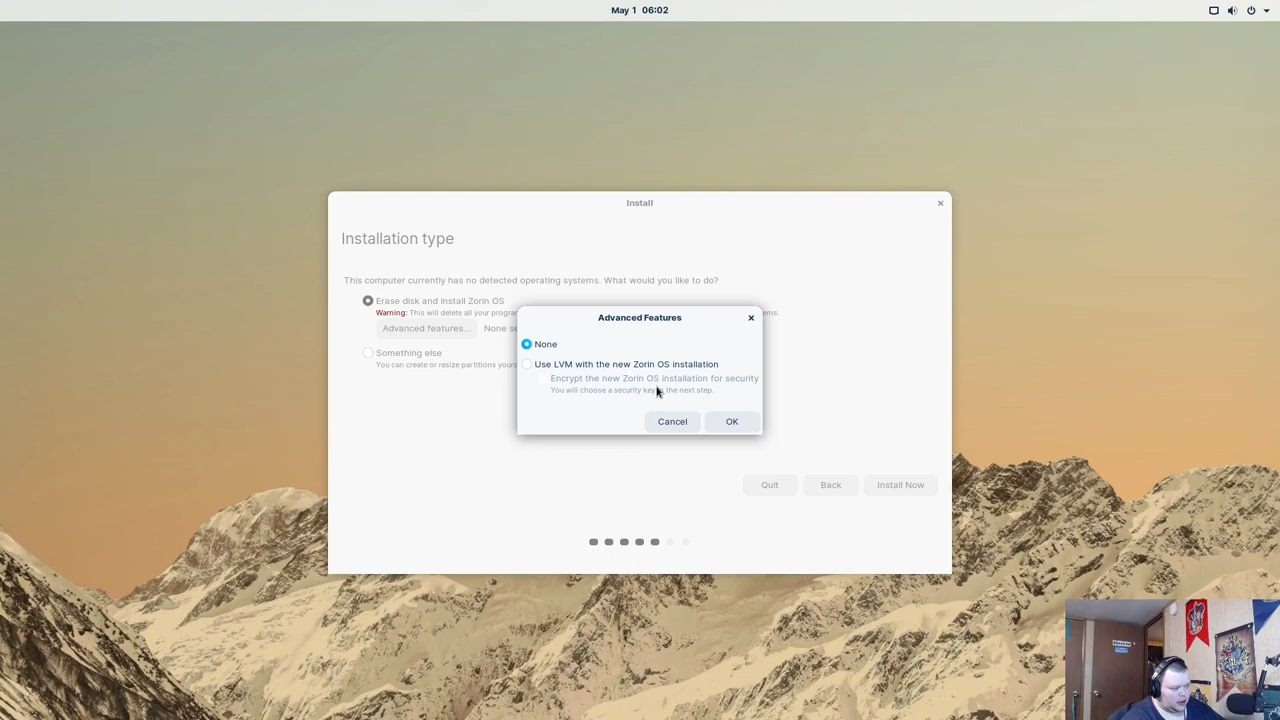 May 1 06:02
Install
Installation type
This computer currently has no detected operating systems. What would you like to do?
Erase disk and install Zorin OS
Warning: This will delete all your progra
ems.
Advanced features...
None se
Something else
You can create or resize partitions yours
Advanced Features
None
Use LVM with the new Zorin OS installation
Encrypt the new Zorin OS installation for security
You will choose a security key the next step.
Cancel
OK
Quit
Back
Install Now